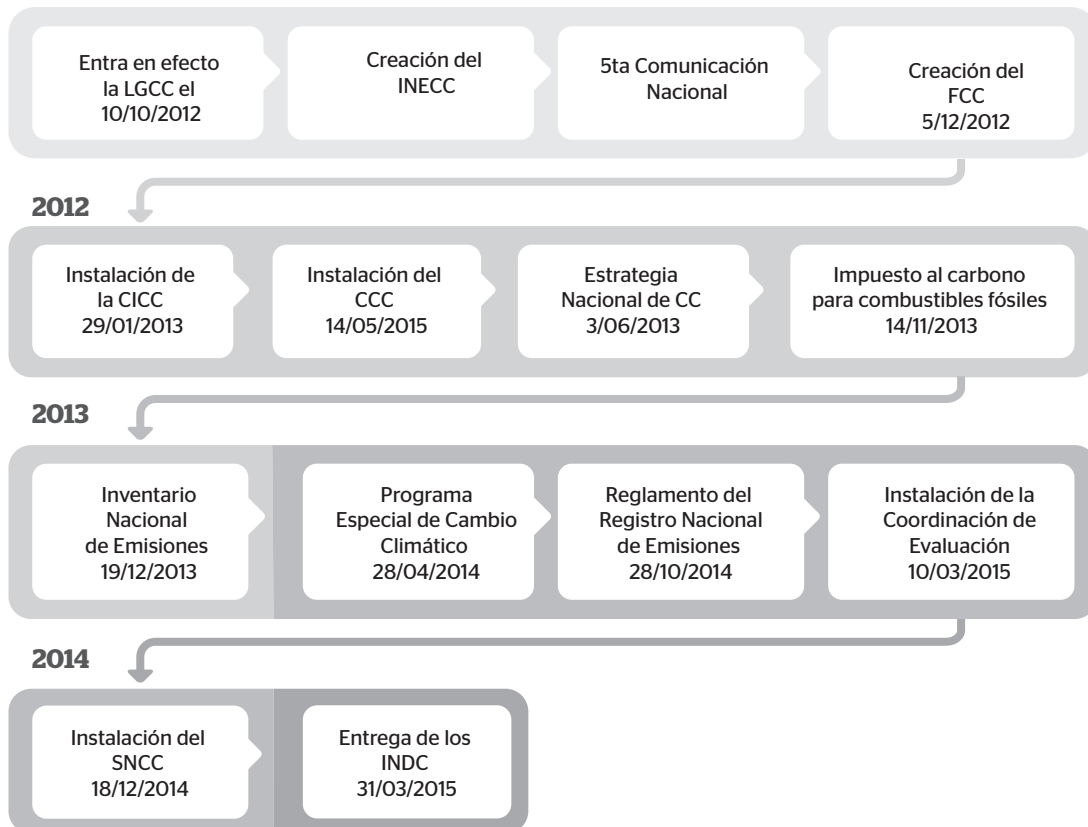 Entra en efecto
la LGCC el
10/10/2012
Creación del
INECC
5ta Comunicación
Nacional
Creación del
FCC
5/12/2012
2012
Instalación de
la CICC
29/01/2013
Instalación del
CCC
14/05/2015
Estrategia
Nacional de CC
3/06/2013
Impuesto al carbono
para combustibles fósiles
14/11/2013
2013
Inventario
Nacional
de Emisiones
19/12/2013
Programa
Especial de Cambio
Climático
28/04/2014
Reglamento del
Registro Nacional
de Emisiones
28/10/2014
Instalación de la
Coordinación de
Evaluación
10/03/2015
2014
Instalación del
SNCC
18/12/2014
Entrega de los
INDC
31/03/2015